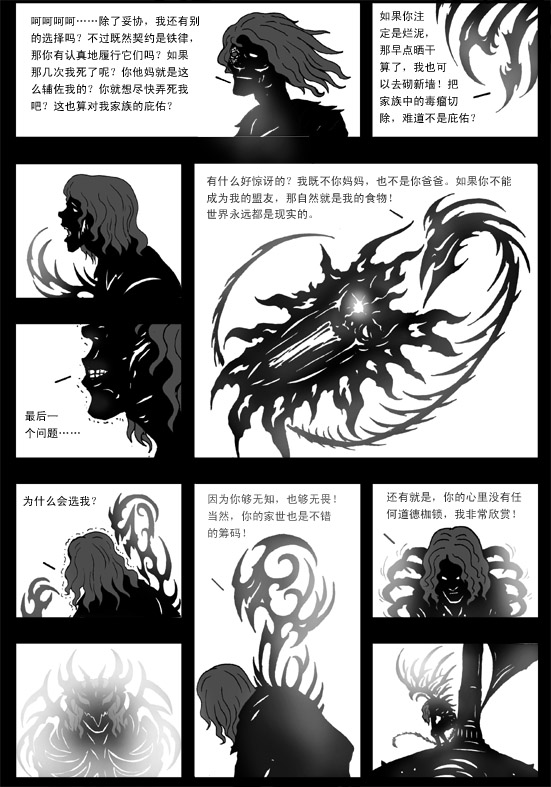 呵呵呵呵……除了妥协，我还有别
的选择吗？不过既然契约是铁律，
那你有认真地履行它们吗？如果
那几次我死了呢？你他妈就是这
么辅佐我的？你就想尽快弄死我
吧？这也算对我家族的庇佑？
如果你注
定是烂泥，
那早点晒干
算了，我也可
以去砌新墙！把
家族中的毒瘤切
除，难道不是庇佑？
有什么好惊讶的？我既不你妈妈，也不是你爸爸。如果你不能
成为我的盟友，那自然就是我的食物！
世界永远都是现实的。
最后一
个问题……
为什么会选我？
因为你够无知，也够无畏！
当然，你的家世也是不错
的筹码！
还有就是，你的心里没有任
何道德枷锁，我非常欣赏！